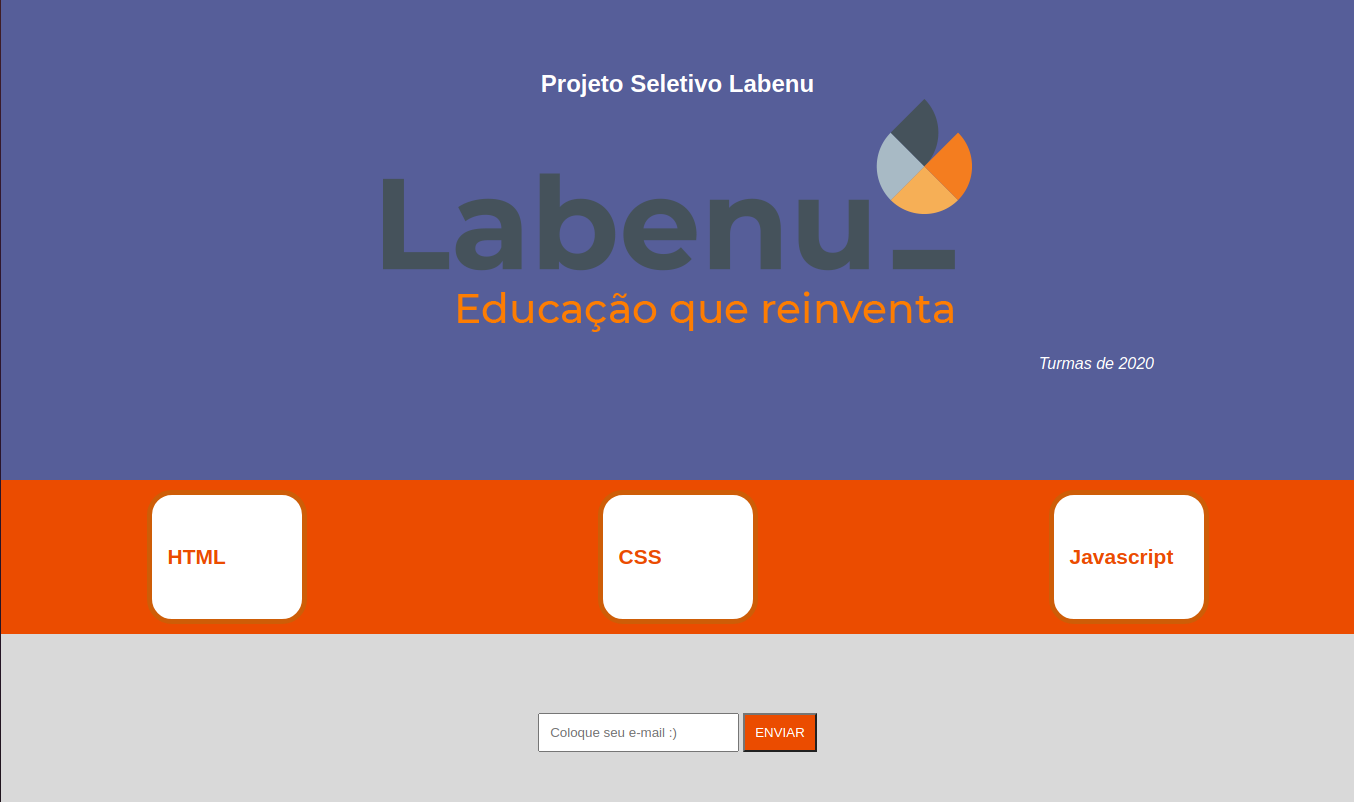 Projeto Seletivo Labenu
Labenu_
Educação que reinventa
Turmas de 2020
HTML
CSS
Javascript
Coloque seu e-mail :)
ENVIAR